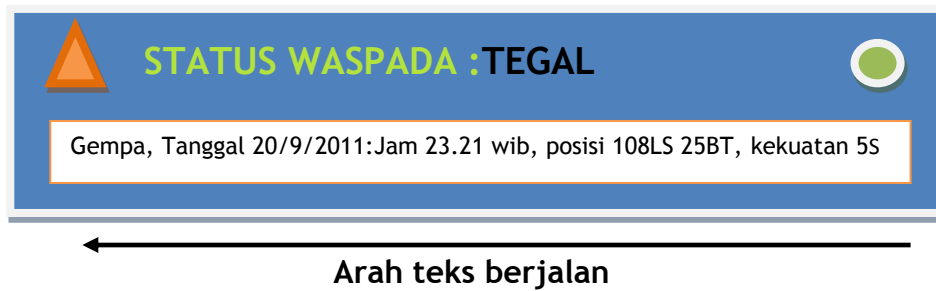 STATUS WASPADA :TEGAL
Gempa, Tanggal 20/9/2011:Jam 23.21 wib, posisi 108LS 25BT, kekuatan 5S
Arah teks berjalan